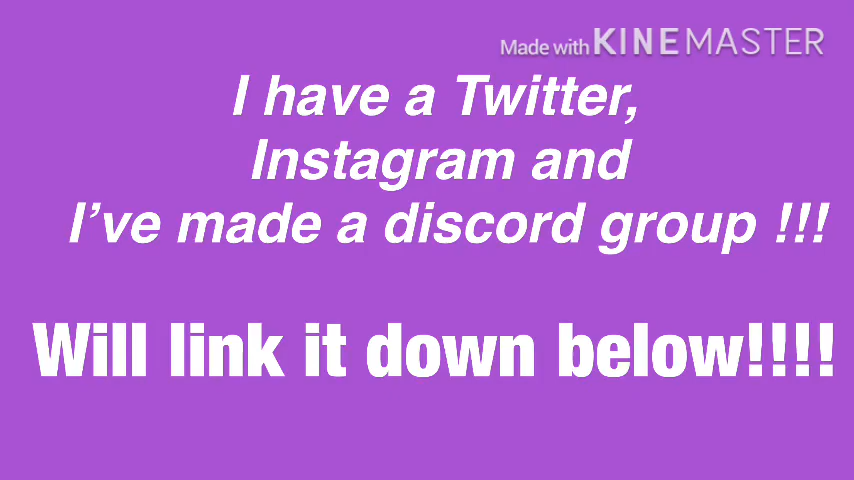 Made with KINEMASTER
I have a Twitter,
Instagram and
I’ve made a discord group !!!
Will link it down below!!!!